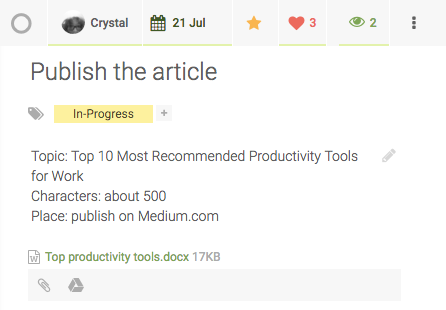 Crystal 21 Jul 3 2
Publish the article
In-Progress +
Topic: Top 10 Most Recommended Productivity Tools
for Work
Characters: about 500
Place: publish on Medium.com
Top productivity tools.docx 17KB